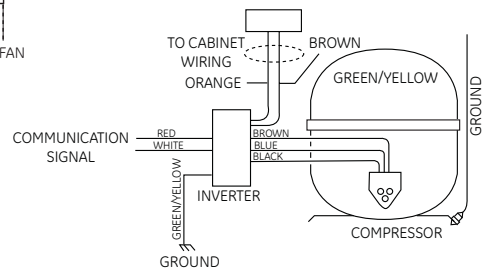 FAN
TO CABINET
WIRING
BROWN
ORANGE
GREEN/YELLOW
GROUND
COMMUNICATION
SIGNAL
RED
WHITE
BROWN
BLUE
BLACK
GREEN/YELLOW
INVERTER
COMPRESSOR
GROUND